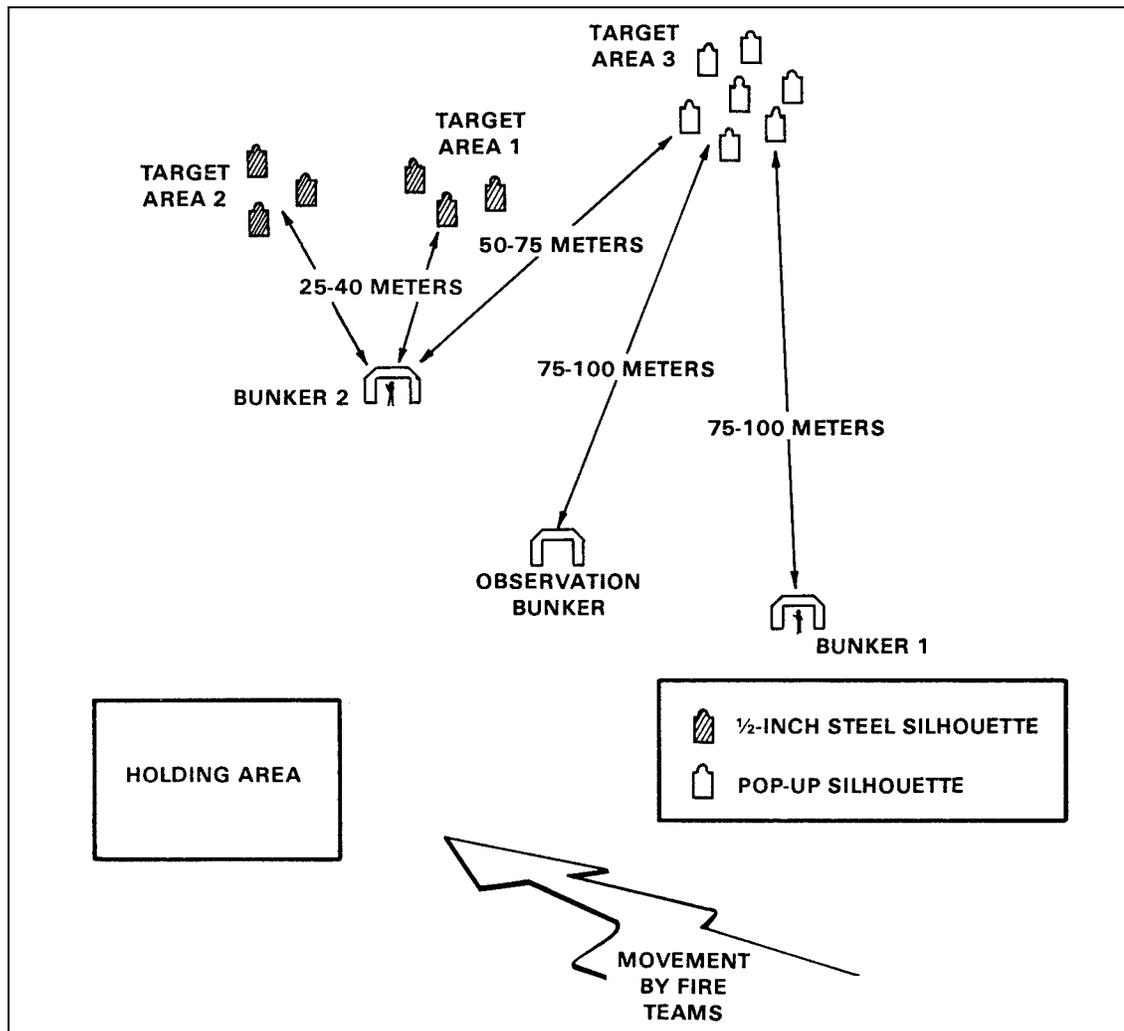 TARGET
AREA 3
TARGET
AREA 1
TARGET
AREA 2
50-75 METERS
25-40 METERS
75-100 METERS
BUNKER 2
75-100 METERS
OBSERVATION
BUNKER
BUNKER 1
½-INCH STEEL SILHOUETTE
HOLDING AREA
POP-UP SILHOUETTE
MOVEMENT
BY FIRE
TEAMS